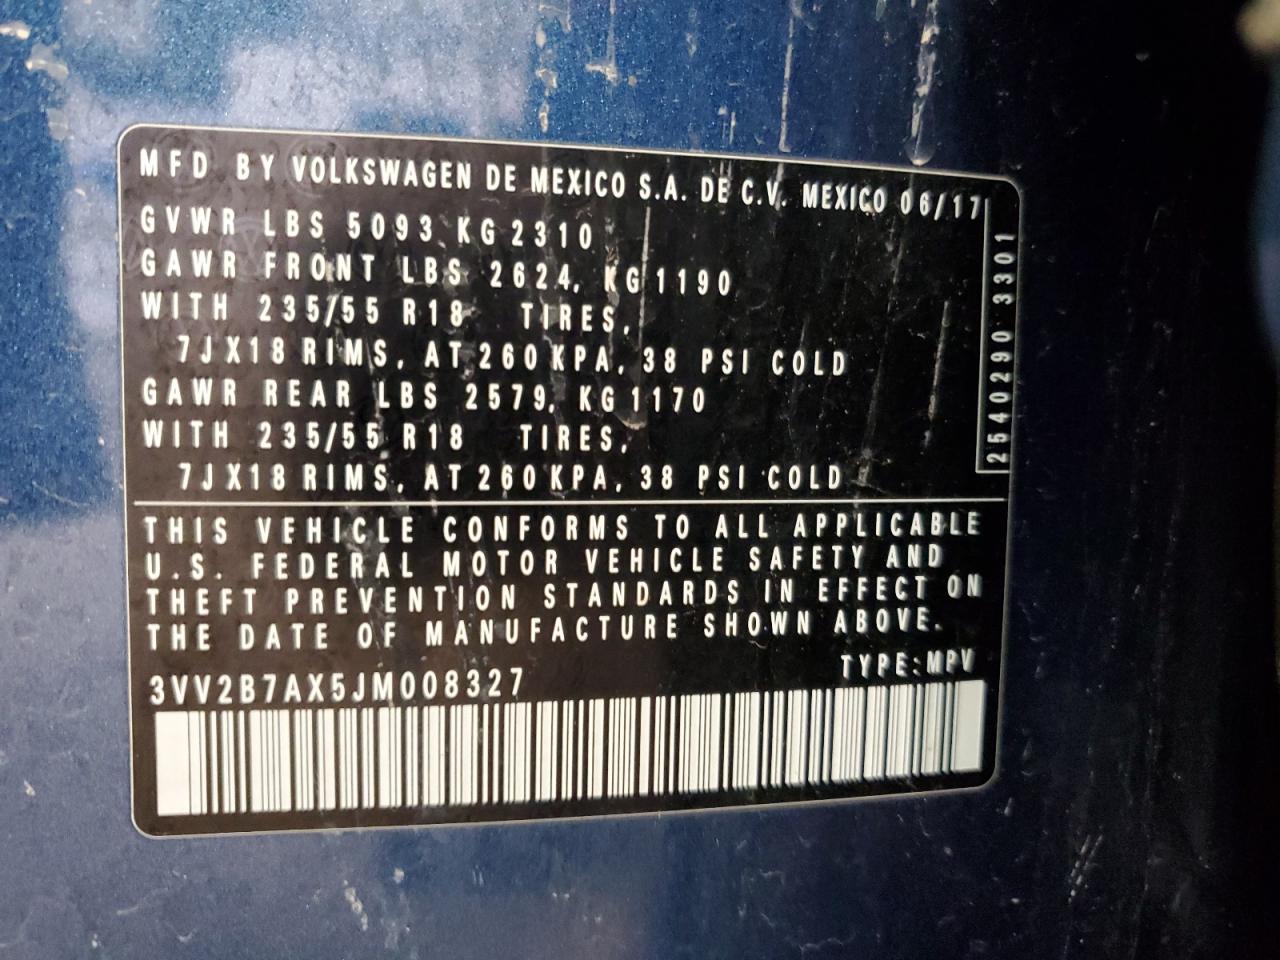 MFD BY VOLKSWAGEN DE MEXICO S.A. DE C.V. MEXICO 06/17
GVWR LBS 5093 KG 2310
GAWR FRONT LBS 2624, KG 1190
WITH 235/55 R18 TIRES,
7JX18 RIMS, AT 260 KPA, 38 PSI COLD
GAWR REAR LBS 2579, KG 1170
WITH 235/55 R18 TIRES,
7JX18 RIMS, AT 260 KPA, 38 PSI COLD
25402903301
THIS VEHICLE CONFORMS TO ALL APPLICABLE
U.S. FEDERAL MOTOR VEHICLE SAFETY AND
THEFT PREVENTION STANDARDS IN EFFECT ON
THE DATE OF MANUFACTURE SHOWN ABOVE.
TYPE:MPV
3VV2B7AX5JM008327